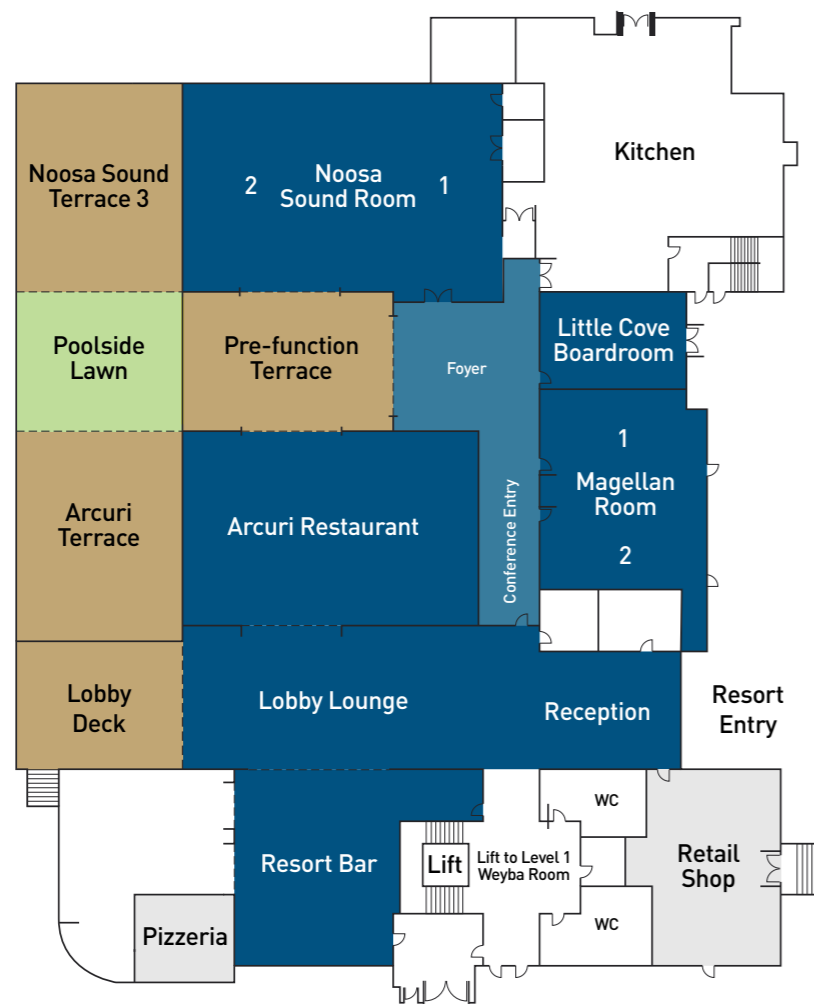 Kitchen
Noosa Sound
Terrace 3
2
Noosa
Sound Room
1
Poolside
Lawn
Pre-function
Terrace
Foyer
Little Cove
Boardroom
1
Magellan
Room
2
Arcuri
Terrace
Arcuri Restaurant
Conference Entry
Lobby
Deck
Lobby Lounge
Reception
Resort
Entry
WC
Resort Bar
Lift
Lift to Level 1
Weyba Room
Retail
Shop
Pizzeria
WC